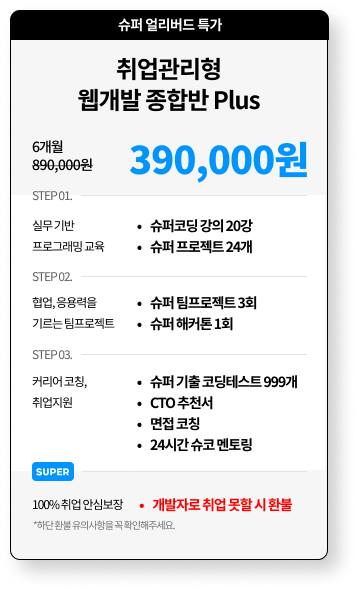 슈퍼 얼리버드 특가
취업관리형
웹개발 종합반 Plus
6개월
890,000원
390,000원
STEP 01.
실무 기반
프로그래밍 교육
• 슈퍼코딩 강의 20강
• 슈퍼 프로젝트 24개
STEP 02.
협업, 응용력을
기르는 팀프로젝트
• 슈퍼 팀프로젝트 3회
• 슈퍼 해커톤 1회
STEP 03.
커리어 코칭,
취업지원
• 슈퍼 기출 코딩테스트 999개
• CTO 추천서
• 면접 코칭
• 24시간 슈코 멘토링
SUPER
100% 취업 안심보장 • 개발자로 취업 못할 시 환불
*하단 환불 유의사항을 꼭 확인해주세요.